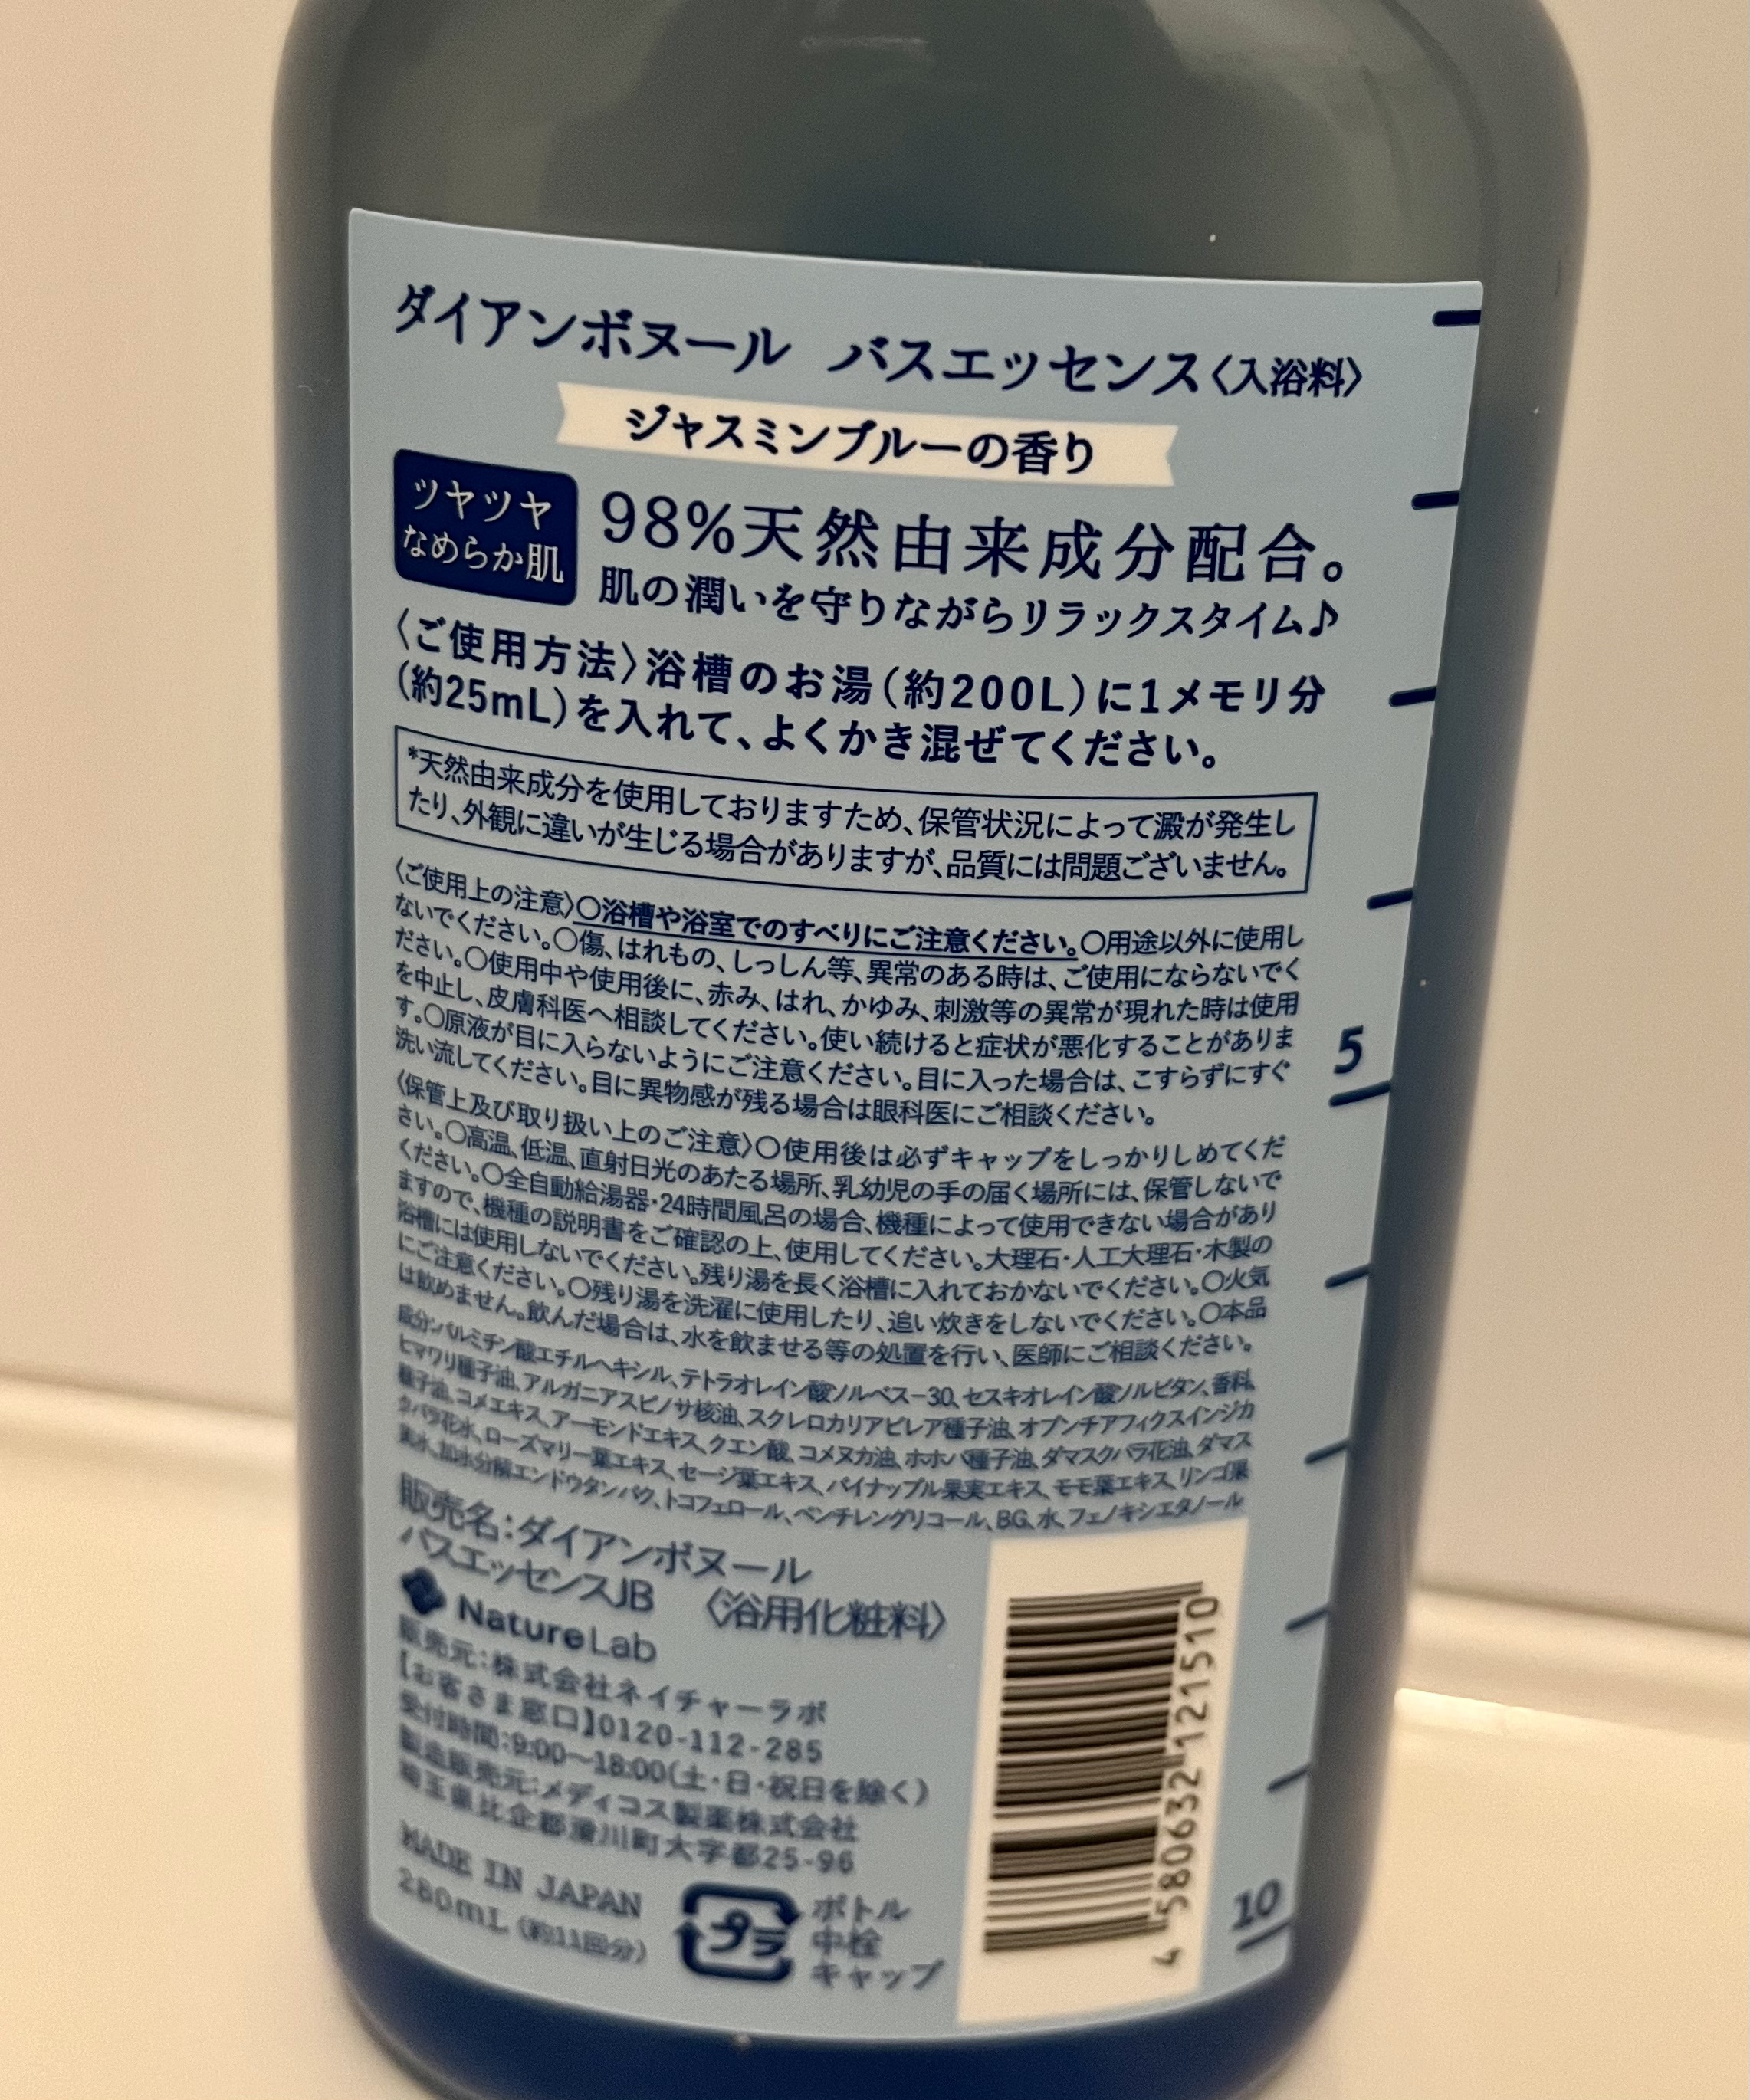 ダイアンボヌール バスエッセンス〈入浴料〉
ジャスミンブルーの香り
ツヤツヤ
なめらか肌
98%天然由来成分配合。
肌の潤いを守りながらリラックスタイム♪
〈ご使用方法〉浴槽のお湯(約200L)に1メモリ分
(約25mL)を入れて、よくかき混ぜてください。
*天然由来成分を使用しておりますため、保管状況によって澱が発生し
たり、外観に違いが生じる場合がありますが、品質には問題ございません。
〈ご使用上の注意〉○浴槽や浴室でのすべりにご注意ください。○用途以外に使用し
ないでください。○傷、はれもの、しっしん等、異常のある時は、ご使用にならないでく
ださい。○使用中や使用後に、赤み、はれ、かゆみ、刺激等の異常が現れた時は使用
を中止し、皮膚科医へ相談してください。使い続けると症状が悪化することがありま
す。○原液が目に入らないようにご注意ください。目に入った場合は、こすらずにすぐ
洗い流してください。目に異物感が残る場合は眼科医にご相談ください。
〈保管上及び取り扱い上のご注意〉○使用後は必ずキャップをしっかりしめてくだ
さい。○高温、低温、直射日光のあたる場所、乳幼児の手の届く場所には、保管しないで
ください。○全自動給湯器・24時間風呂の場合、機種によって使用できない場合があり
ますので、機種の説明書をご確認の上、使用してください。大理石・人工大理石・木製の
浴槽には使用しないでください。残り湯を長く浴槽に入れておかないでください。○火気
にご注意ください。○残り湯を洗濯に使用したり、追い炊きをしないでください。○本品
は飲めません。飲んだ場合は、水を飲ませる等の処置を行い、医師にご相談ください。
成分:パルミチン酸エチルヘキシル、テトラオレイン酸ソルベス-30、セスキオレイン酸ソルビタン、香料、
ヒマワリ種子油、アルガニアスピノサ核油、スクレロカリアビレア種子油、オプンチアフィクスインジカ
種子油、コメエキス、アーモンドエキス、クエン酸、コメヌカ油、ホホバ種子油、ダマスクバラ花油、ダマス
クバラ花水、ローズマリー葉エキス、セージ葉エキス、パイナップル果実エキス、モモ葉エキス、リンゴ果
実水、加水分解エンドウタンパク、トコフェロール、ペンチレングリコール、BG、水、フェノキシエタノール
販売名:ダイアンボヌール
バスエッセンスJB 〈浴用化粧料〉
NatureLab
販売元:株式会社ネイチャーラボ
【お客さま窓口】0120-112-285
受付時間:9:00〜18:00(土・日・祝日を除く)
製造販売元:メディコス製薬株式会社
埼玉県比企郡滑川町大字都25-96
MADE IN JAPAN
280mL (約11回分)
プラ
ボトル
中栓
キャップ
4 580632 121510
5
10